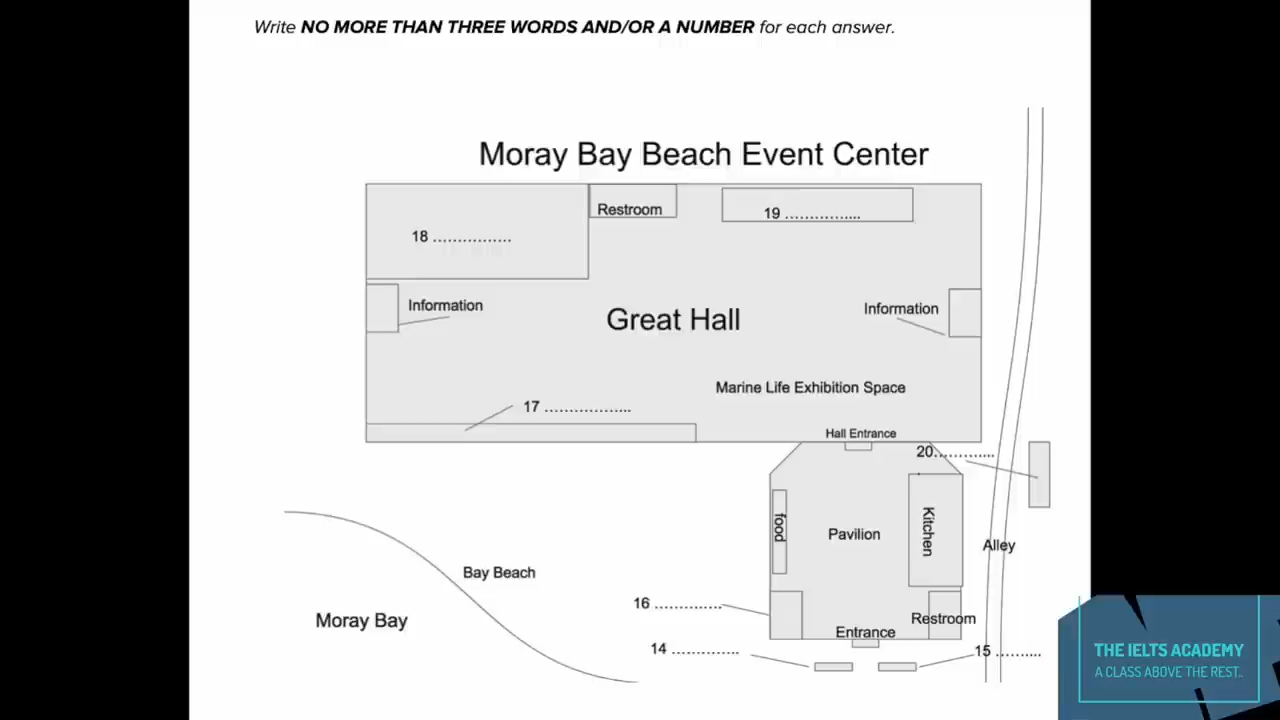 Write NO MORE THAN THREE WORDS AND/OR A NUMBER for each answer.
Moray Bay Beach Event Center
Restroom
19 ................
18 ................
Information
Information
Great Hall
Marine Life Exhibition Space
17 ...................
Hall Entrance
20..............
food
Pavilion
Kitchen
Alley
Bay Beach
16 ...............
Moray Bay
Restroom
Entrance
14 ...............
15 ..........
THE IELTS ACADEMY
A CLASS ABOVE THE REST..